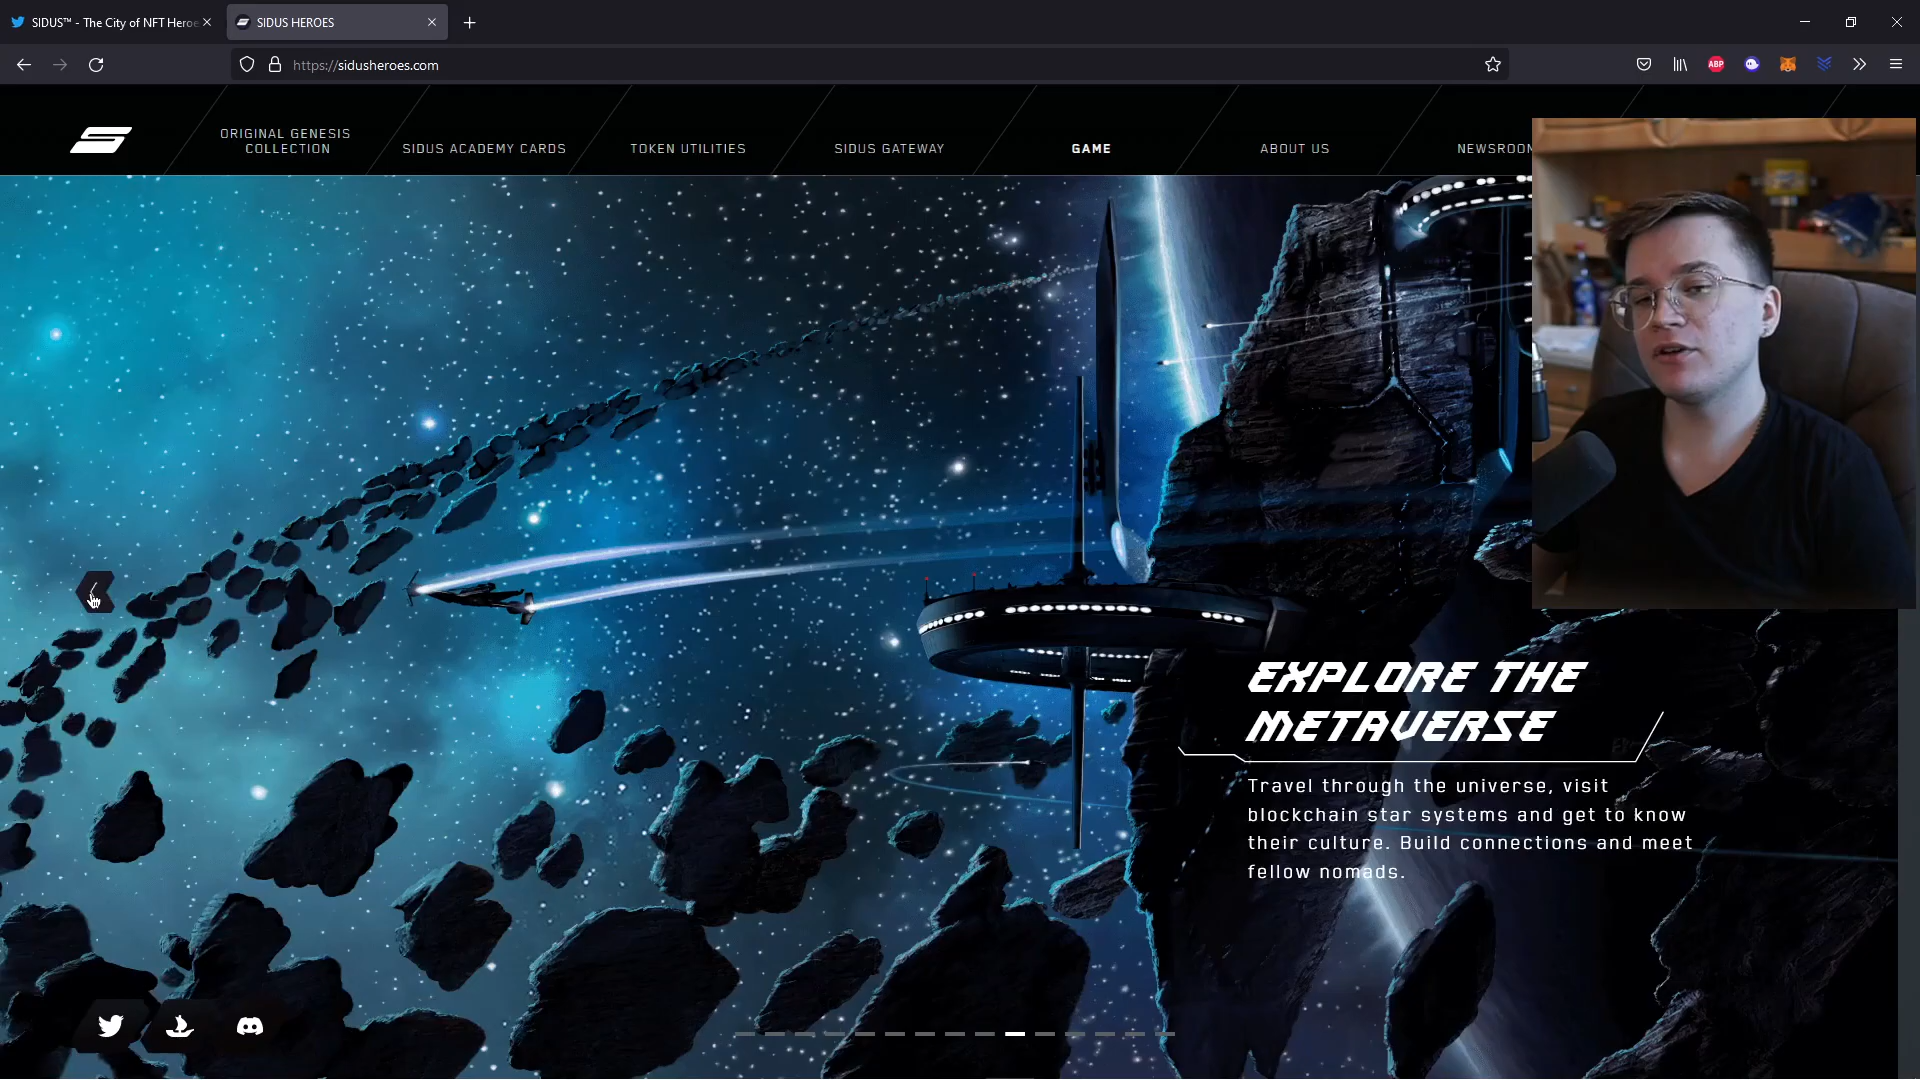 SIDUS™ - The City of NFT Heroe
SIDUS HEROES
https://sidusheroes.com
ABP
ORIGINAL GENESIS
COLLECTION
SIDUS ACADEMY CARDS
TOKEN UTILITIES
SIDUS GATEWAY
GAME
ABOUT US
NEWSROOM
EXPLORE THE
METAVERSE
Travel through the universe, visit
blockchain star systems and get to know
their culture. Build connections and meet
fellow nomads.